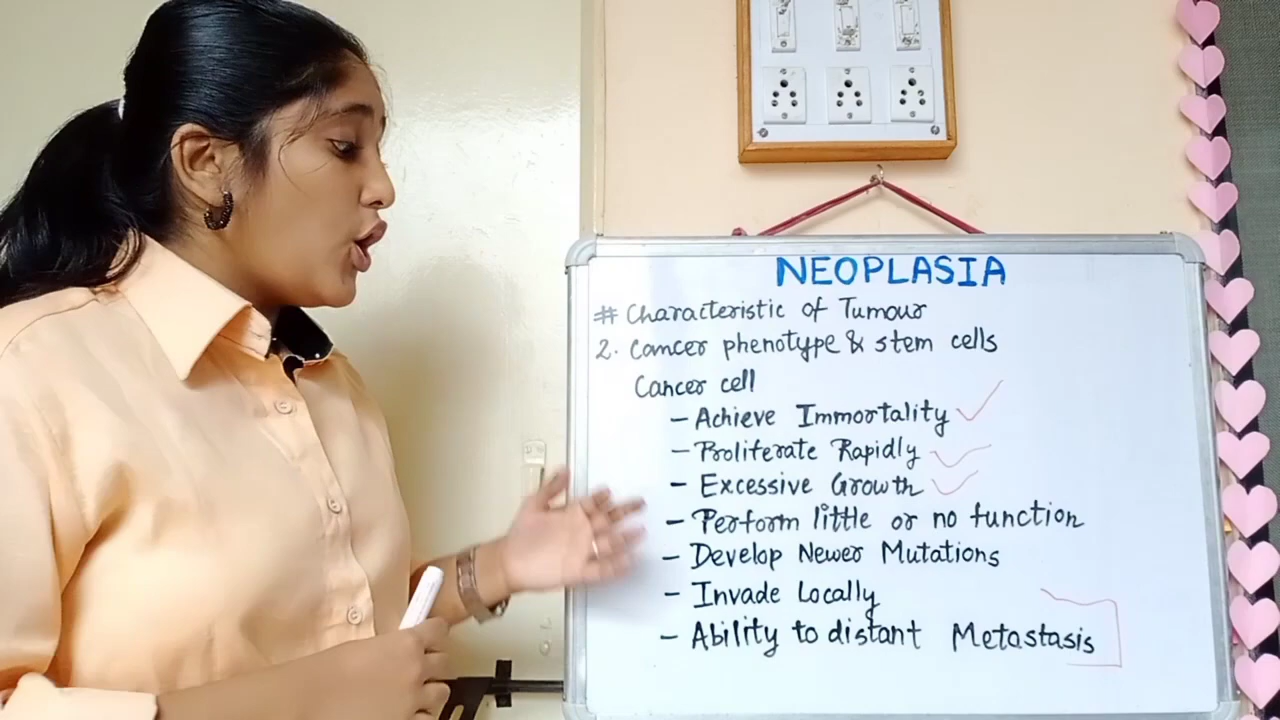 NEOPLASIA
# Characteristic of Tumour
2. Cancer phenotype & stem cells
Cancer cell
- Achieve Immortality
- Proliferate Rapidly
- Excessive Growth
- Perform little or no function
- Develop Newer Mutations
- Invade Locally
- Ability to distant Metastasis